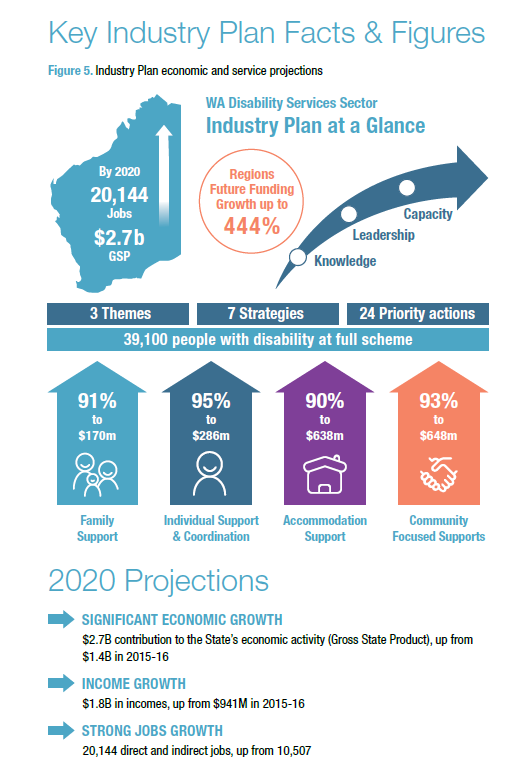 Key Industry Plan Facts & Figures
Figure 5. Industry Plan economic and service projections
WA Disability Services Sector
Industry Plan at a Glance
By 2020
20,144
Jobs
$2.7b
GSP
Regions
Future Funding
Growth up to
444%
Capacity
Leadership
Knowledge
3 Themes
7 Strategies
24 Priority actions
39,100 people with disability at full scheme
91%
to
$170m
Family
Support
95%
to
$286m
Individual Support
& Coordination
90%
to
$638m
Accommodation
Support
93%
to
$648m
Community
Focused Supports
2020 Projections
SIGNIFICANT ECONOMIC GROWTH
$2.7B contribution to the State's economic activity (Gross State Product), up from
$1.4B in 2015-16
INCOME GROWTH
$1.8B in incomes, up from $941M in 2015-16
STRONG JOBS GROWTH
20,144 direct and indirect jobs, up from 10,507